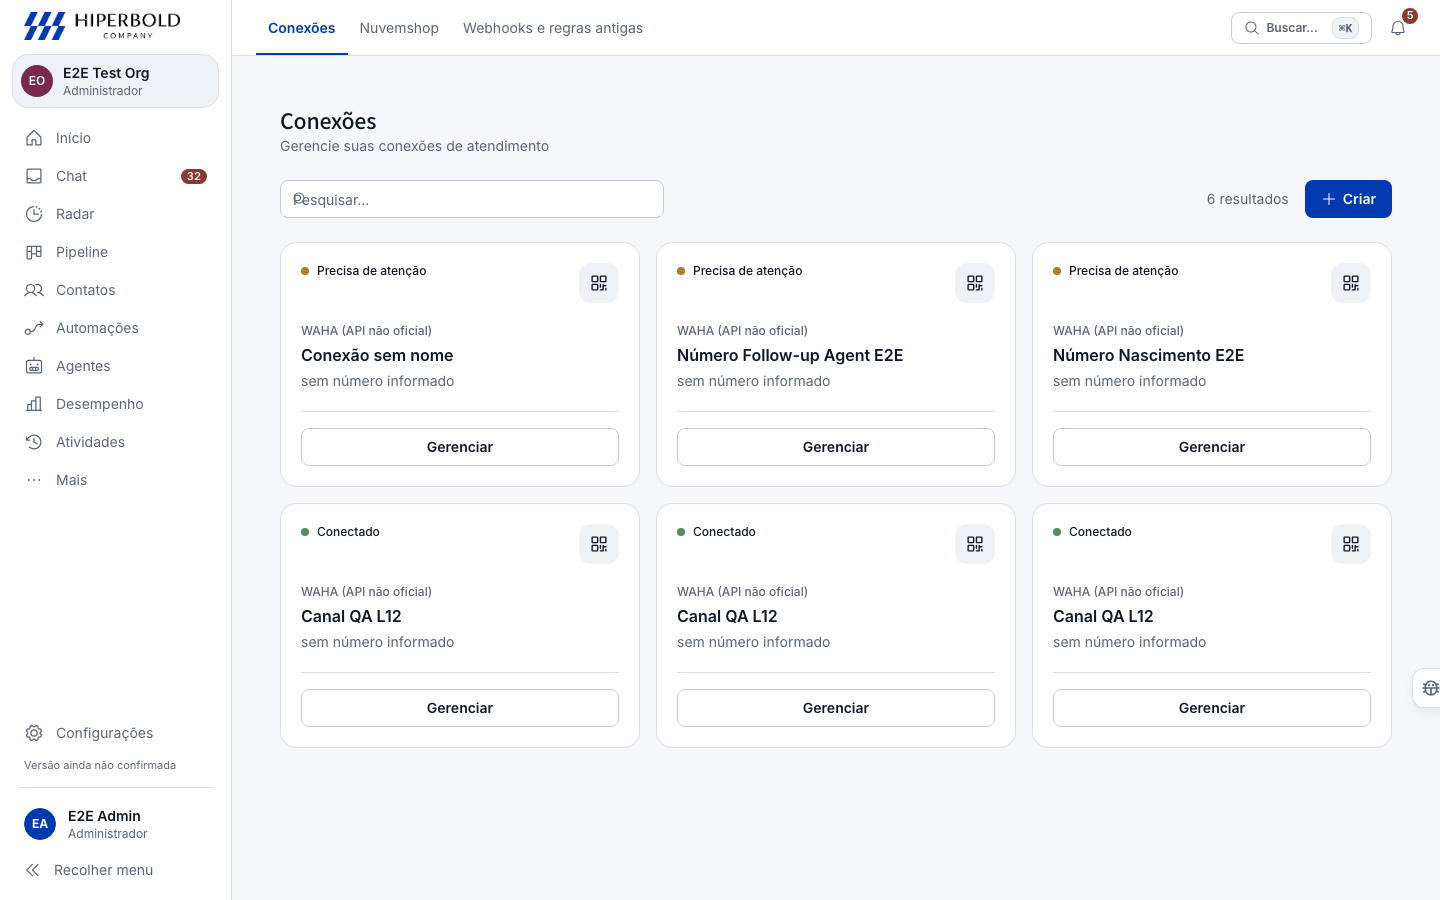 HIPERBOLD
COMPANY
EO
E2E Test Org
Administrador
Início
Chat
32
Radar
Pipeline
Contatos
Automações
Agentes
Desempenho
Atividades
Mais
Configurações
Versão ainda não confirmada
EA
E2E Admin
Administrador
Recolher menu
Conexões
Nuvemshop
Webhooks e regras antigas
Buscar...
⌘K
5
Conexões
Gerencie suas conexões de atendimento
Pesquisar...
6 resultados
Criar
Precisa de atenção
WAHA (API não oficial)
Conexão sem nome
sem número informado
Gerenciar
Precisa de atenção
WAHA (API não oficial)
Número Follow-up Agent E2E
sem número informado
Gerenciar
Precisa de atenção
WAHA (API não oficial)
Número Nascimento E2E
sem número informado
Gerenciar
Conectado
WAHA (API não oficial)
Canal QA L12
sem número informado
Gerenciar
Conectado
WAHA (API não oficial)
Canal QA L12
sem número informado
Gerenciar
Conectado
WAHA (API não oficial)
Canal QA L12
sem número informado
Gerenciar